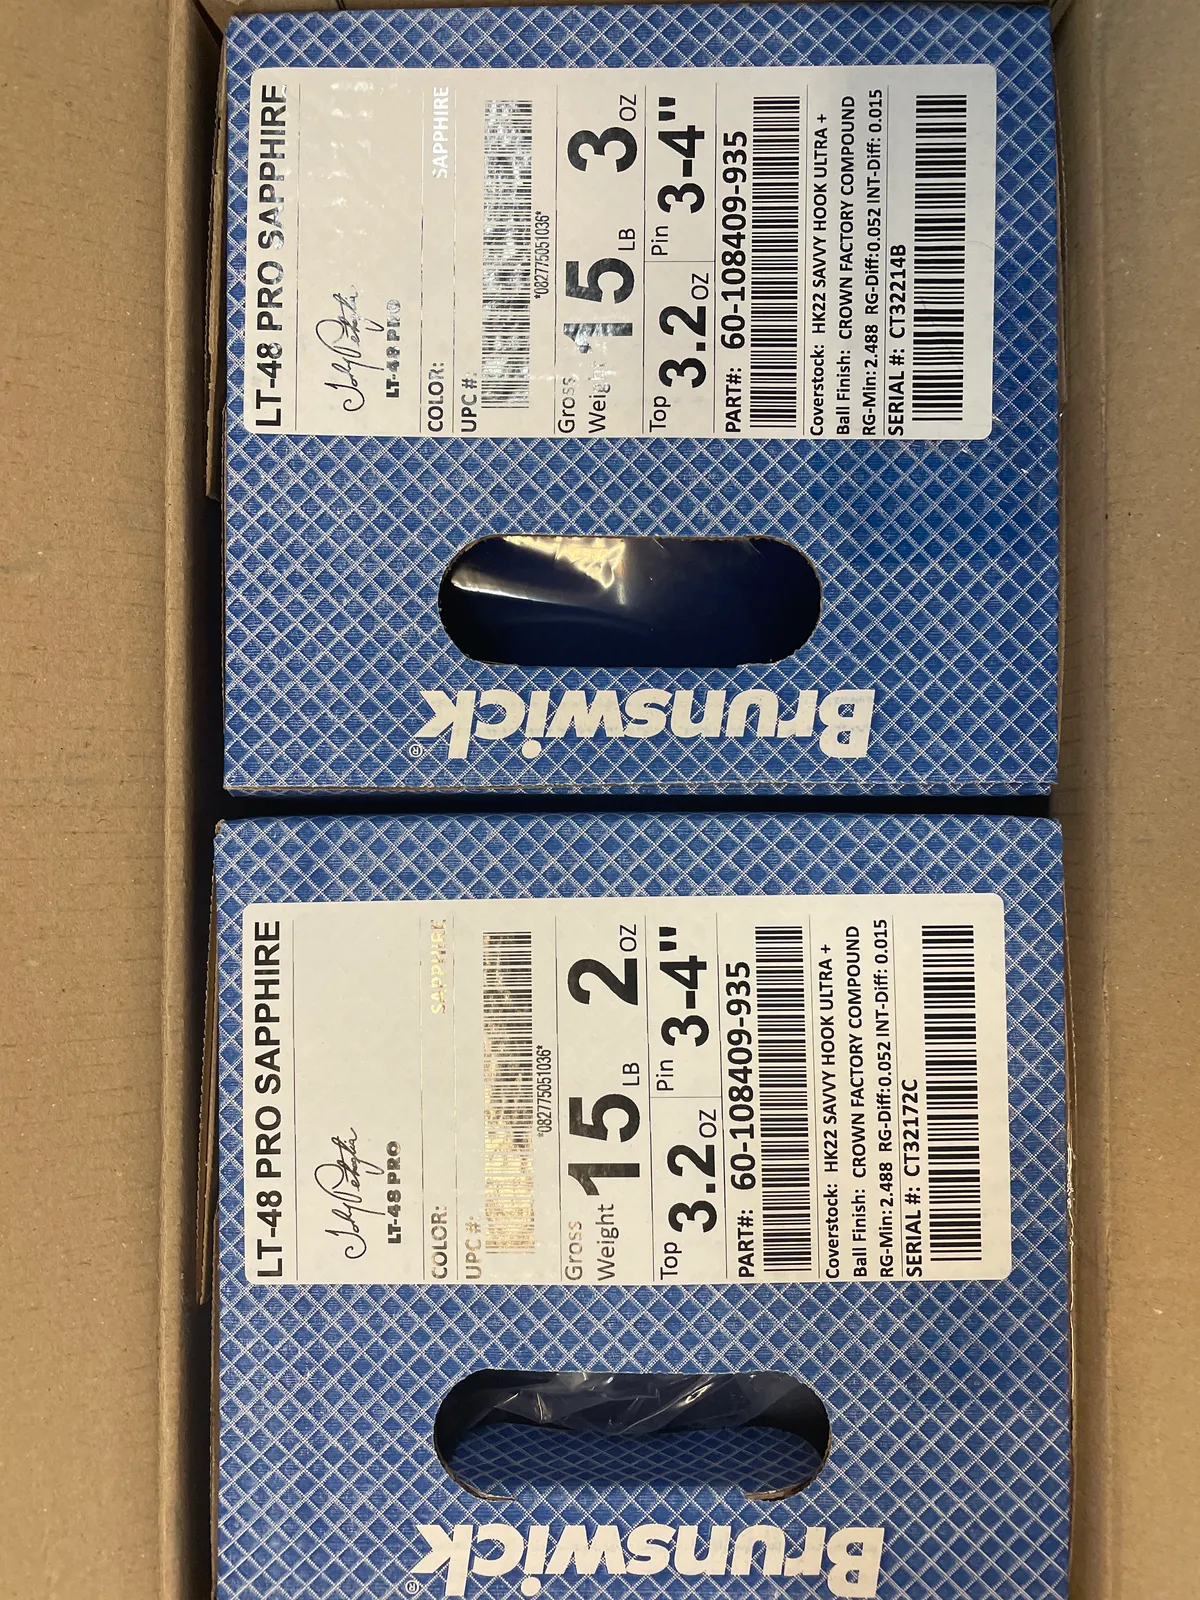 LT-48 PRO SAPPHIRE
LT-48 PRO
COLOR: SAPPHIRE
UPC#:
*082775051036*
Gross Weight 15 LB 3 OZ
Top 3.2 OZ Pin 3-4"
PART#: 60-108409-935
Coverstock: HK22 SAVVY HOOK ULTRA +
Ball Finish: CROWN FACTORY COMPOUND
RG-Min: 2.488 RG-Diff:0.052 INT-Diff: 0.015
SERIAL #: CT32214B
Brunswick®
LT-48 PRO SAPPHIRE
LT-48 PRO
COLOR: SAPPHIRE
UPC#:
*082775051036*
Gross Weight 15 LB 2 OZ
Top 3.2 OZ Pin 3-4"
PART#: 60-108409-935
Coverstock: HK22 SAVVY HOOK ULTRA +
Ball Finish: CROWN FACTORY COMPOUND
RG-Min: 2.488 RG-Diff:0.052 INT-Diff: 0.015
SERIAL #: CT32172C
Brunswick®